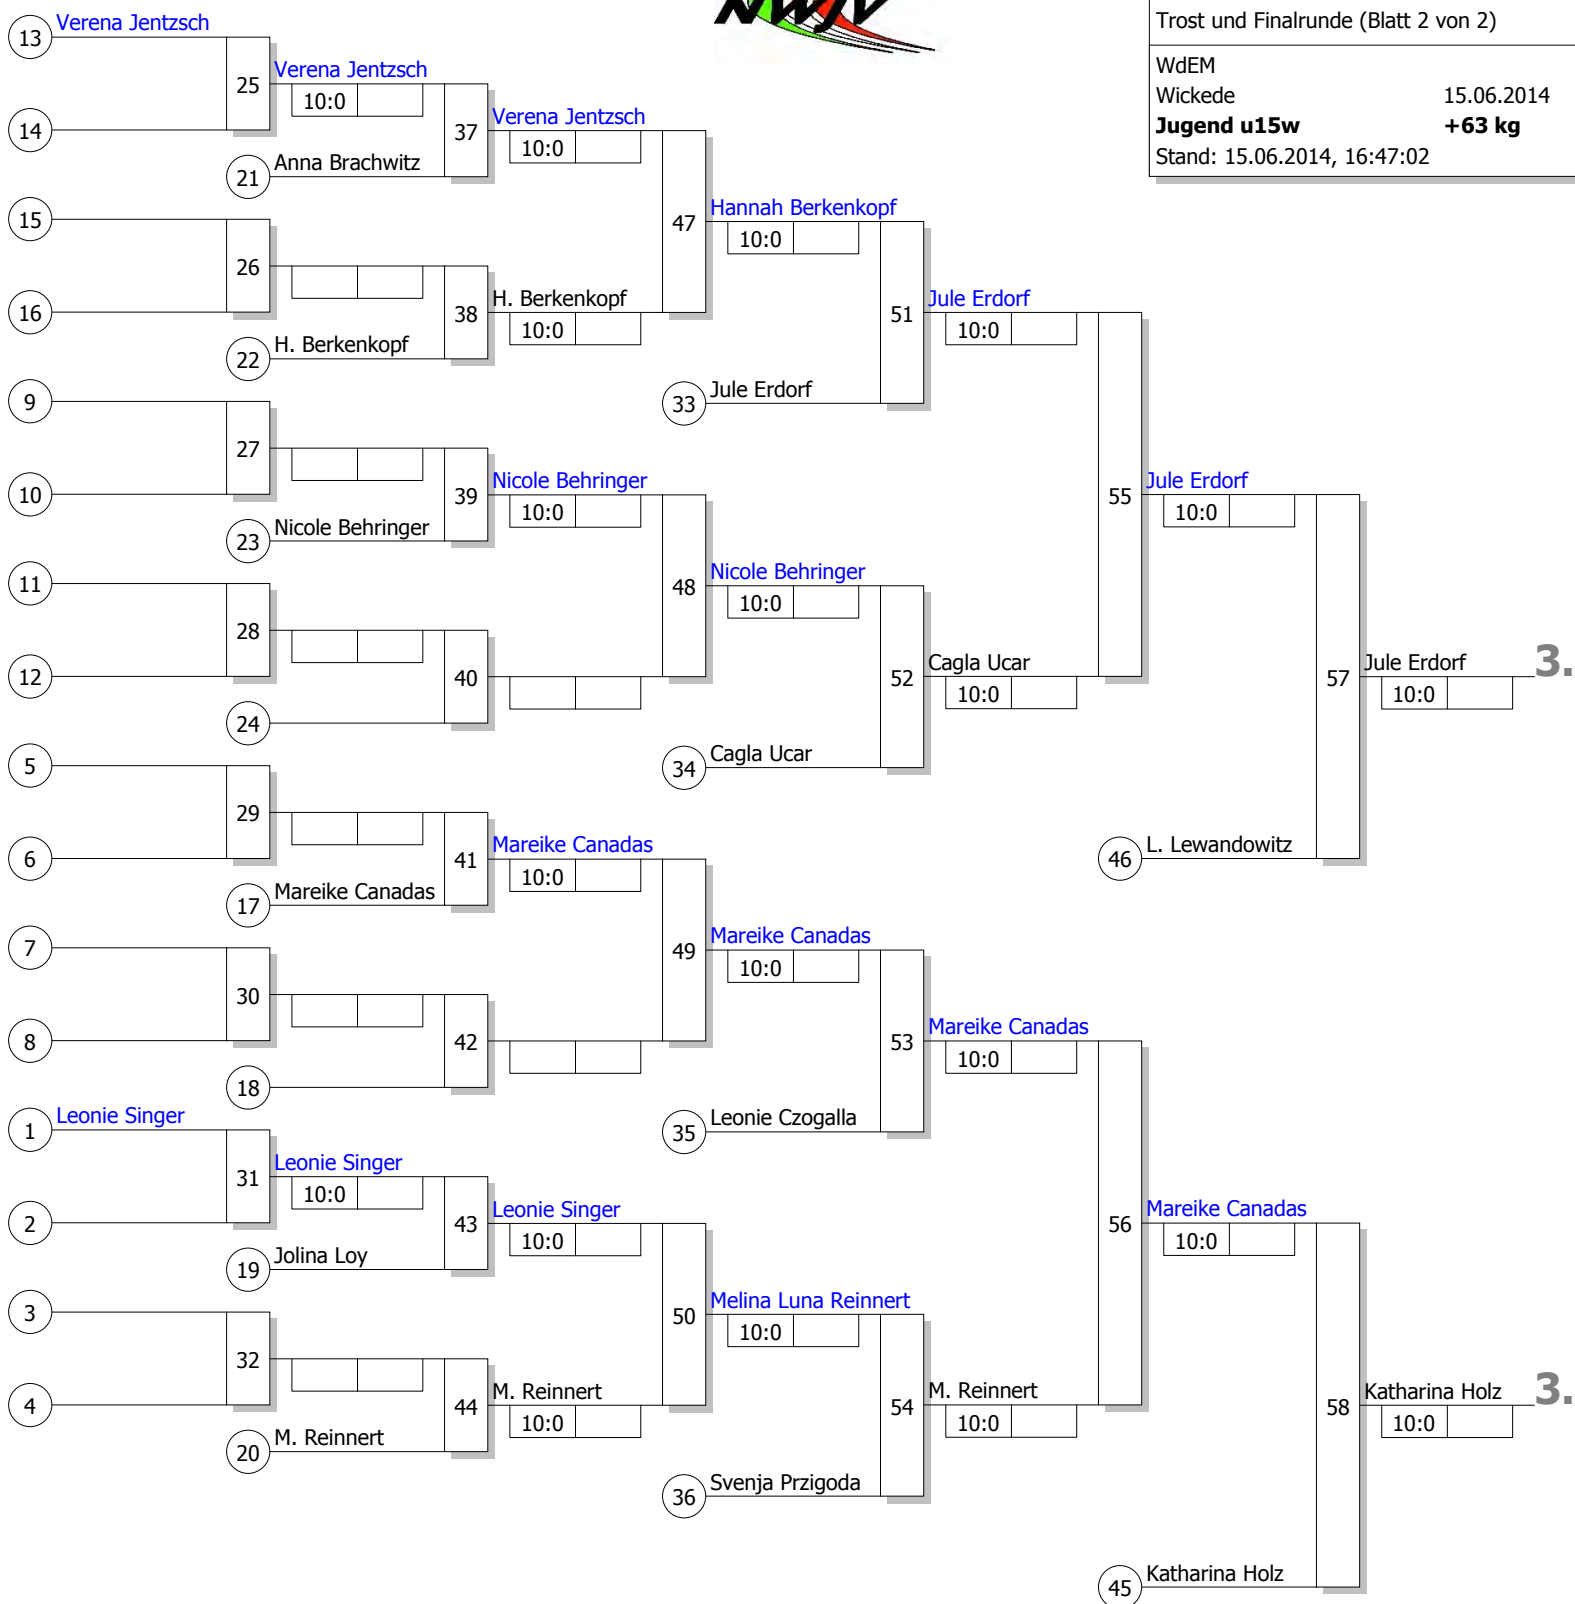 NWJV
Trost und Finalrunde (Blatt 2 von 2)
WdEM
Wickede 15.06.2014
Jugend u15w +63 kg
Stand: 15.06.2014, 16:47:02
13 Verena Jentzsch
25 Verena Jentzsch
10:0
14
37 Verena Jentzsch
10:0
21 Anna Brachwitz
15
47 Hannah Berkenkopf
10:0
26
16
38 H. Berkenkopf
10:0
22 H. Berkenkopf
51 Jule Erdorf
10:0
33 Jule Erdorf
9
27
10
39 Nicole Behringer
10:0
23 Nicole Behringer
55 Jule Erdorf
10:0
11
48 Nicole Behringer
10:0
28
12
40
24
52 Cagla Ucar
10:0
34 Cagla Ucar
57 Jule Erdorf 3.
10:0
5
29
6
41 Mareike Canadas
10:0
17 Mareike Canadas
46 L. Lewandowitz
7
49 Mareike Canadas
10:0
30
8
42
18
53 Mareike Canadas
10:0
35 Leonie Czogalla
1 Leonie Singer
31 Leonie Singer
10:0
2
43 Leonie Singer
10:0
19 Jolina Loy
56 Mareike Canadas
10:0
3
50 Melina Luna Reinnert
10:0
32
4
44 M. Reinnert
10:0
20 M. Reinnert
54 M. Reinnert
10:0
36 Svenja Przigoda
58 Katharina Holz 3.
10:0
45 Katharina Holz